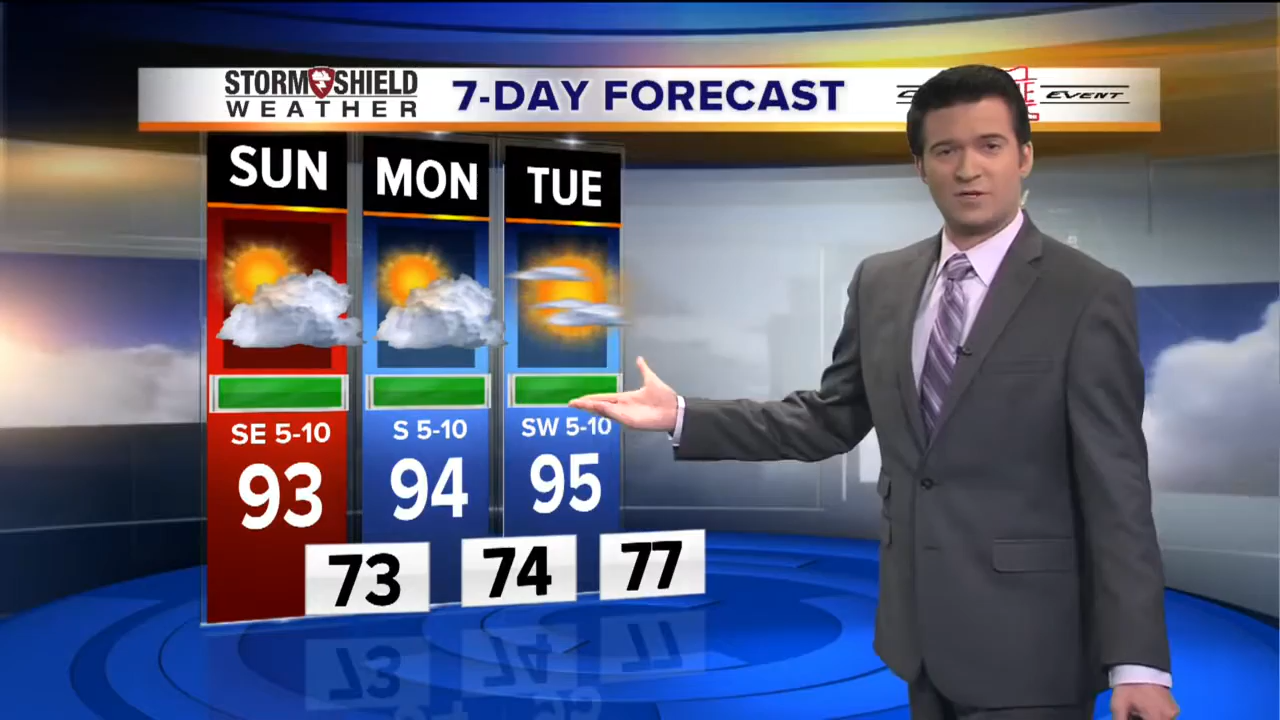 STORM SHIELD
WEATHER
7-DAY FORECAST
EVENT
SUN
MON
TUE
SE 5-10
S 5-10
SW 5-10
93
94
95
73
74
77